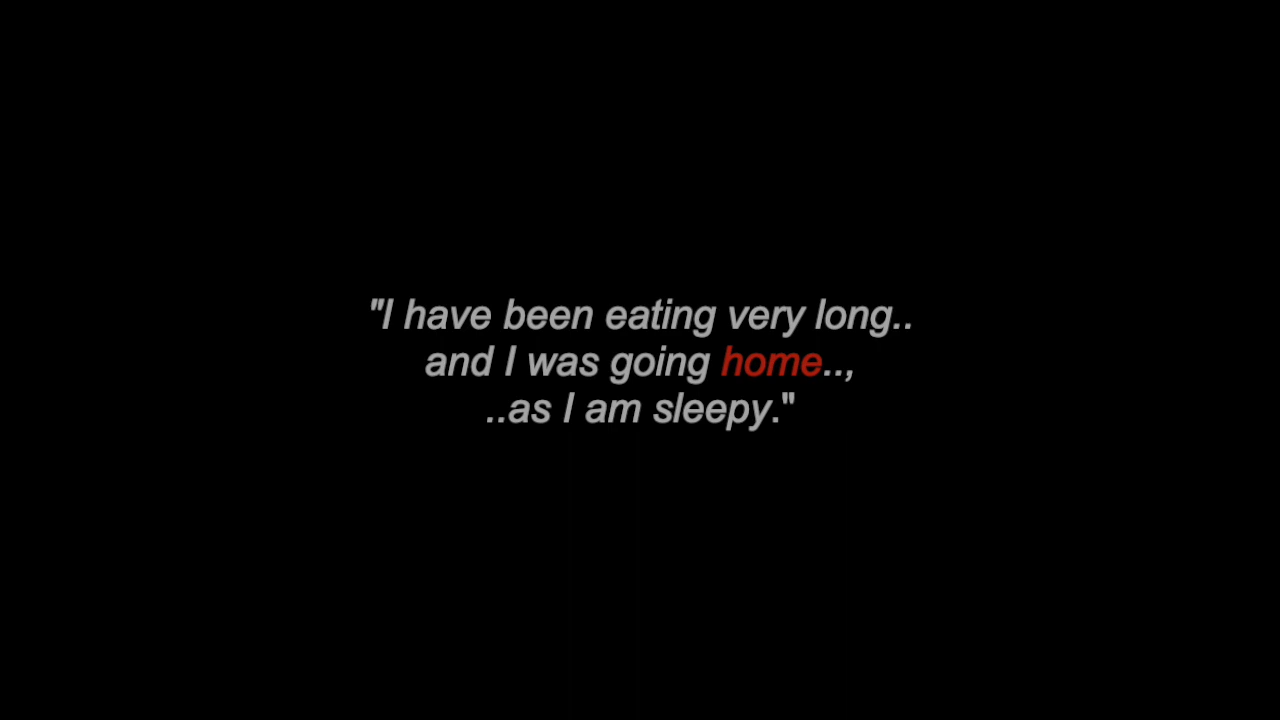 "I have been eating very long..
and I was going home..,
..as I am sleepy."